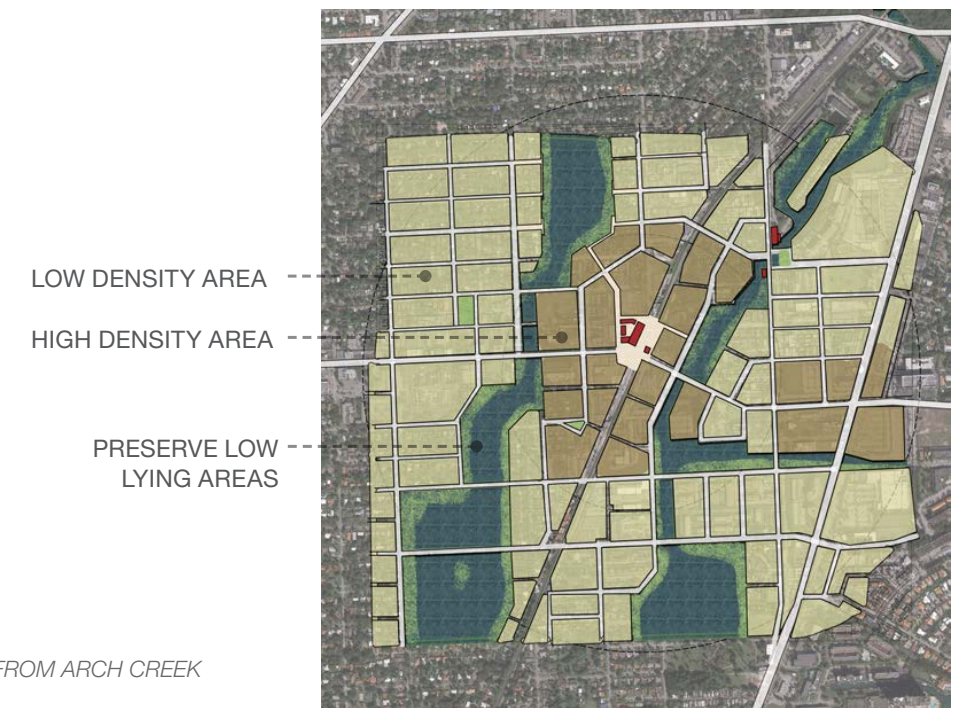 LOW DENSITY AREA
HIGH DENSITY AREA
PRESERVE LOW
LYING AREAS
FROM ARCH CREEK